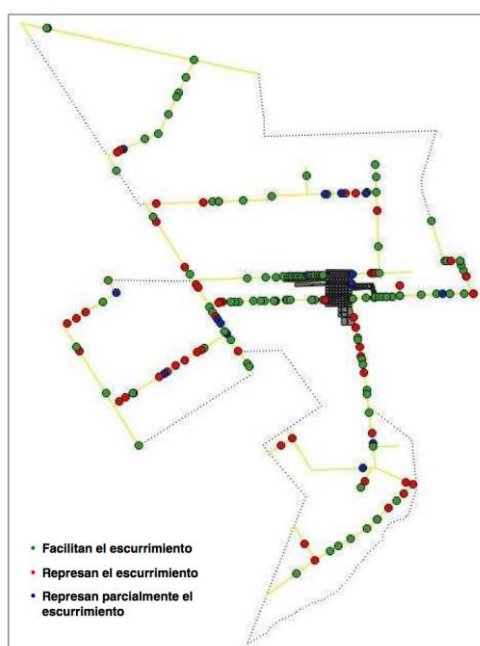 Facilitan el escurrimiento
Represan el escurrimiento
Represan parcialmente el
escurrimiento